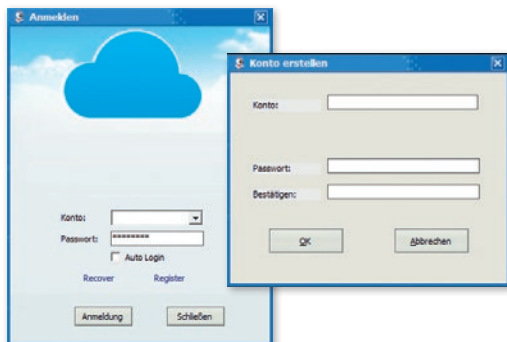 Anmelden
Konto:
Passwort: ********
Auto Login
Recover Register
Anmeldung Schließen
Konto erstellen
Konto:
Passwort:
Bestätigen:
OK Abbrechen